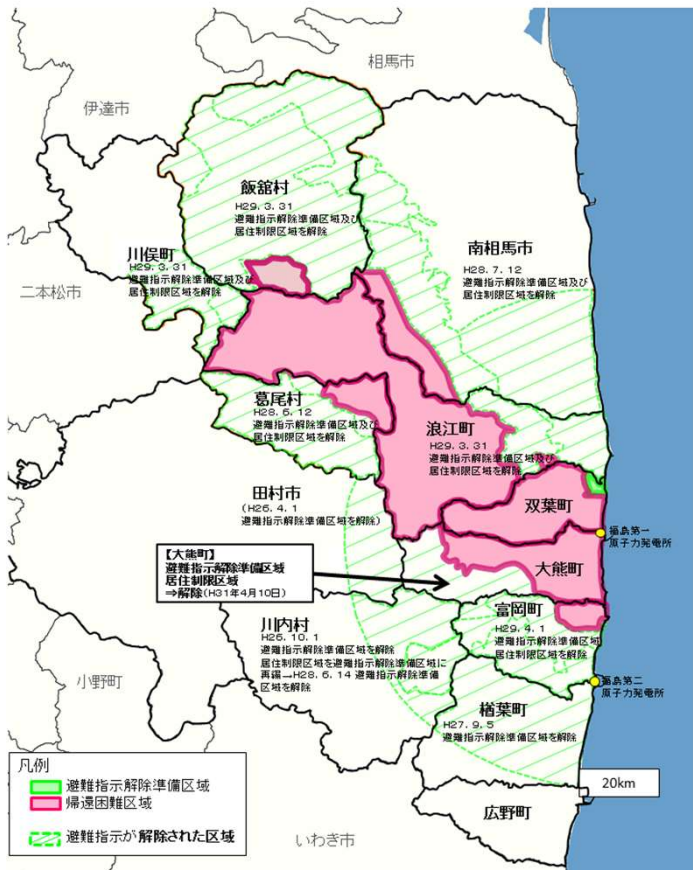 相馬市
伊達市
飯舘村
H29.3.31
避難指示解除準備区域及び
居住制限区域を解除
川俣町
H29.3.31
避難指示解除準備区域及び
居住制限区域を解除
南相馬市
H28.7.12
避難指示解除準備区域及び
居住制限区域を解除
二本松市
葛尾村
H28.6.12
避難指示解除準備区域及び
居住制限区域を解除
浪江町
H29.3.31
避難指示解除準備区域及び
居住制限区域を解除
田村市
(H26.4.1
避難指示解除準備区域を解除)
双葉町
福島第一
原子力発電所
【大熊町】
避難指示解除準備区域
居住制限区域
⇒解除(H31年4月10日)
大熊町
富岡町
H29.4.1
避難指示解除準備区域
居住制限区域を解除
川内村
H26.10.1
避難指示解除準備区域を解除
居住制限区域を避難指示解除準備区域に
再編→H28.6.14 避難指示解除準備
区域を解除
福島第二
原子力発電所
小野町
楢葉町
H27.9.5
避難指示解除準備区域を解除
凡例
避難指示解除準備区域
帰還困難区域
避難指示が解除された区域
20km
広野町
いわき市